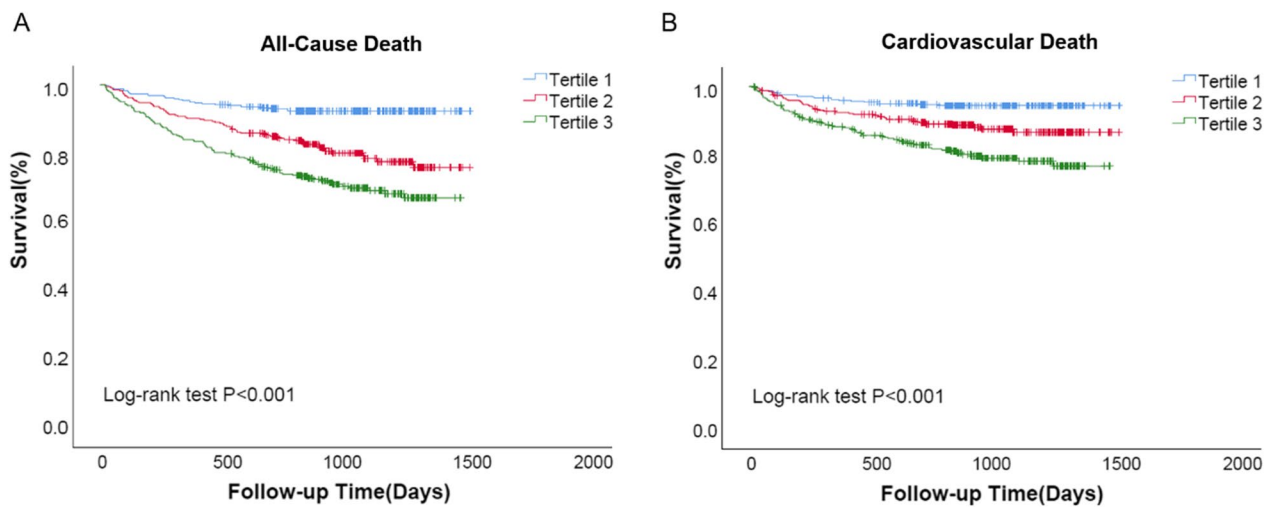 A
All-Cause Death
Tertile 1
Tertile 2
Tertile 3
1.0
0.8
0.6
0.4
0.2
0.0
Survival(%)
Log-rank test P<0.001
0 500 1000 1500 2000
Follow-up Time(Days)
B
Cardiovascular Death
Tertile 1
Tertile 2
Tertile 3
1.0
0.8
0.6
0.4
0.2
0.0
Survival(%)
Log-rank test P<0.001
0 500 1000 1500 2000
Follow-up Time(Days)